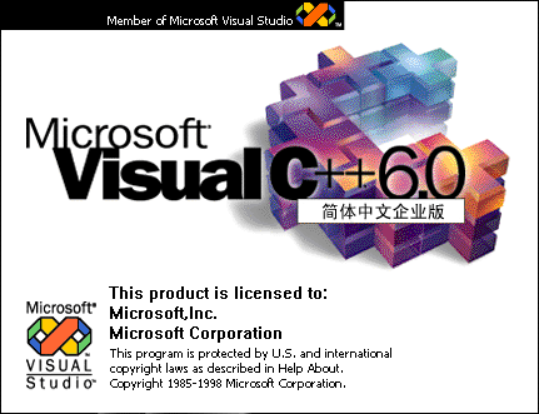 Member of Microsoft Visual Studio ™
Microsoft®
Visual C++6.0
简体中文企业版
This product is licensed to:
Microsoft,Inc.
Microsoft Corporation
This program is protected by U.S. and international
copyright laws as described in Help About.
Copyright 1985-1998 Microsoft Corporation.
Microsoft®
VISUAL
Studio™